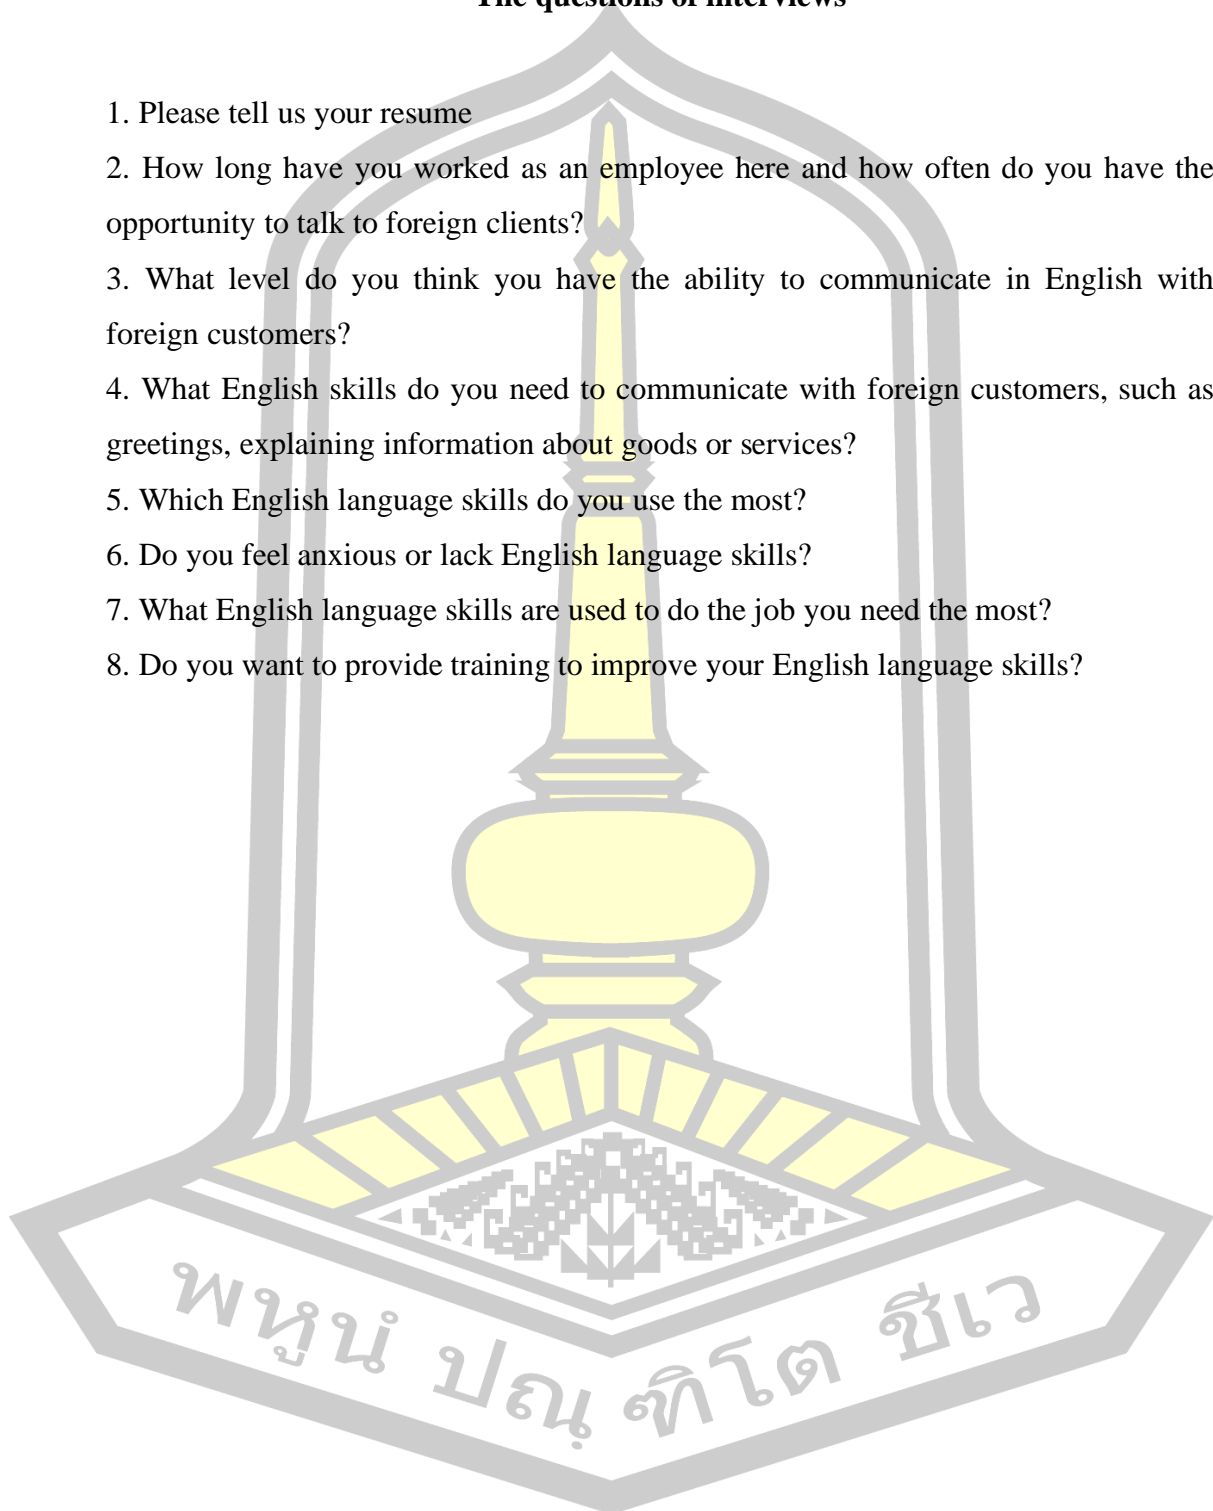 The questions of interviews
1. Please tell us your resume
2. How long have you worked as an employee here and how often do you have the
opportunity to talk to foreign clients?
3. What level do you think you have the ability to communicate in English with
foreign customers?
4. What English skills do you need to communicate with foreign customers, such as
greetings, explaining information about goods or services?
5. Which English language skills do you use the most?
6. Do you feel anxious or lack English language skills?
7. What English language skills are used to do the job you need the most?
8. Do you want to provide training to improve your English language skills?
พหูนํ ปณฺฑิโต ชีเว